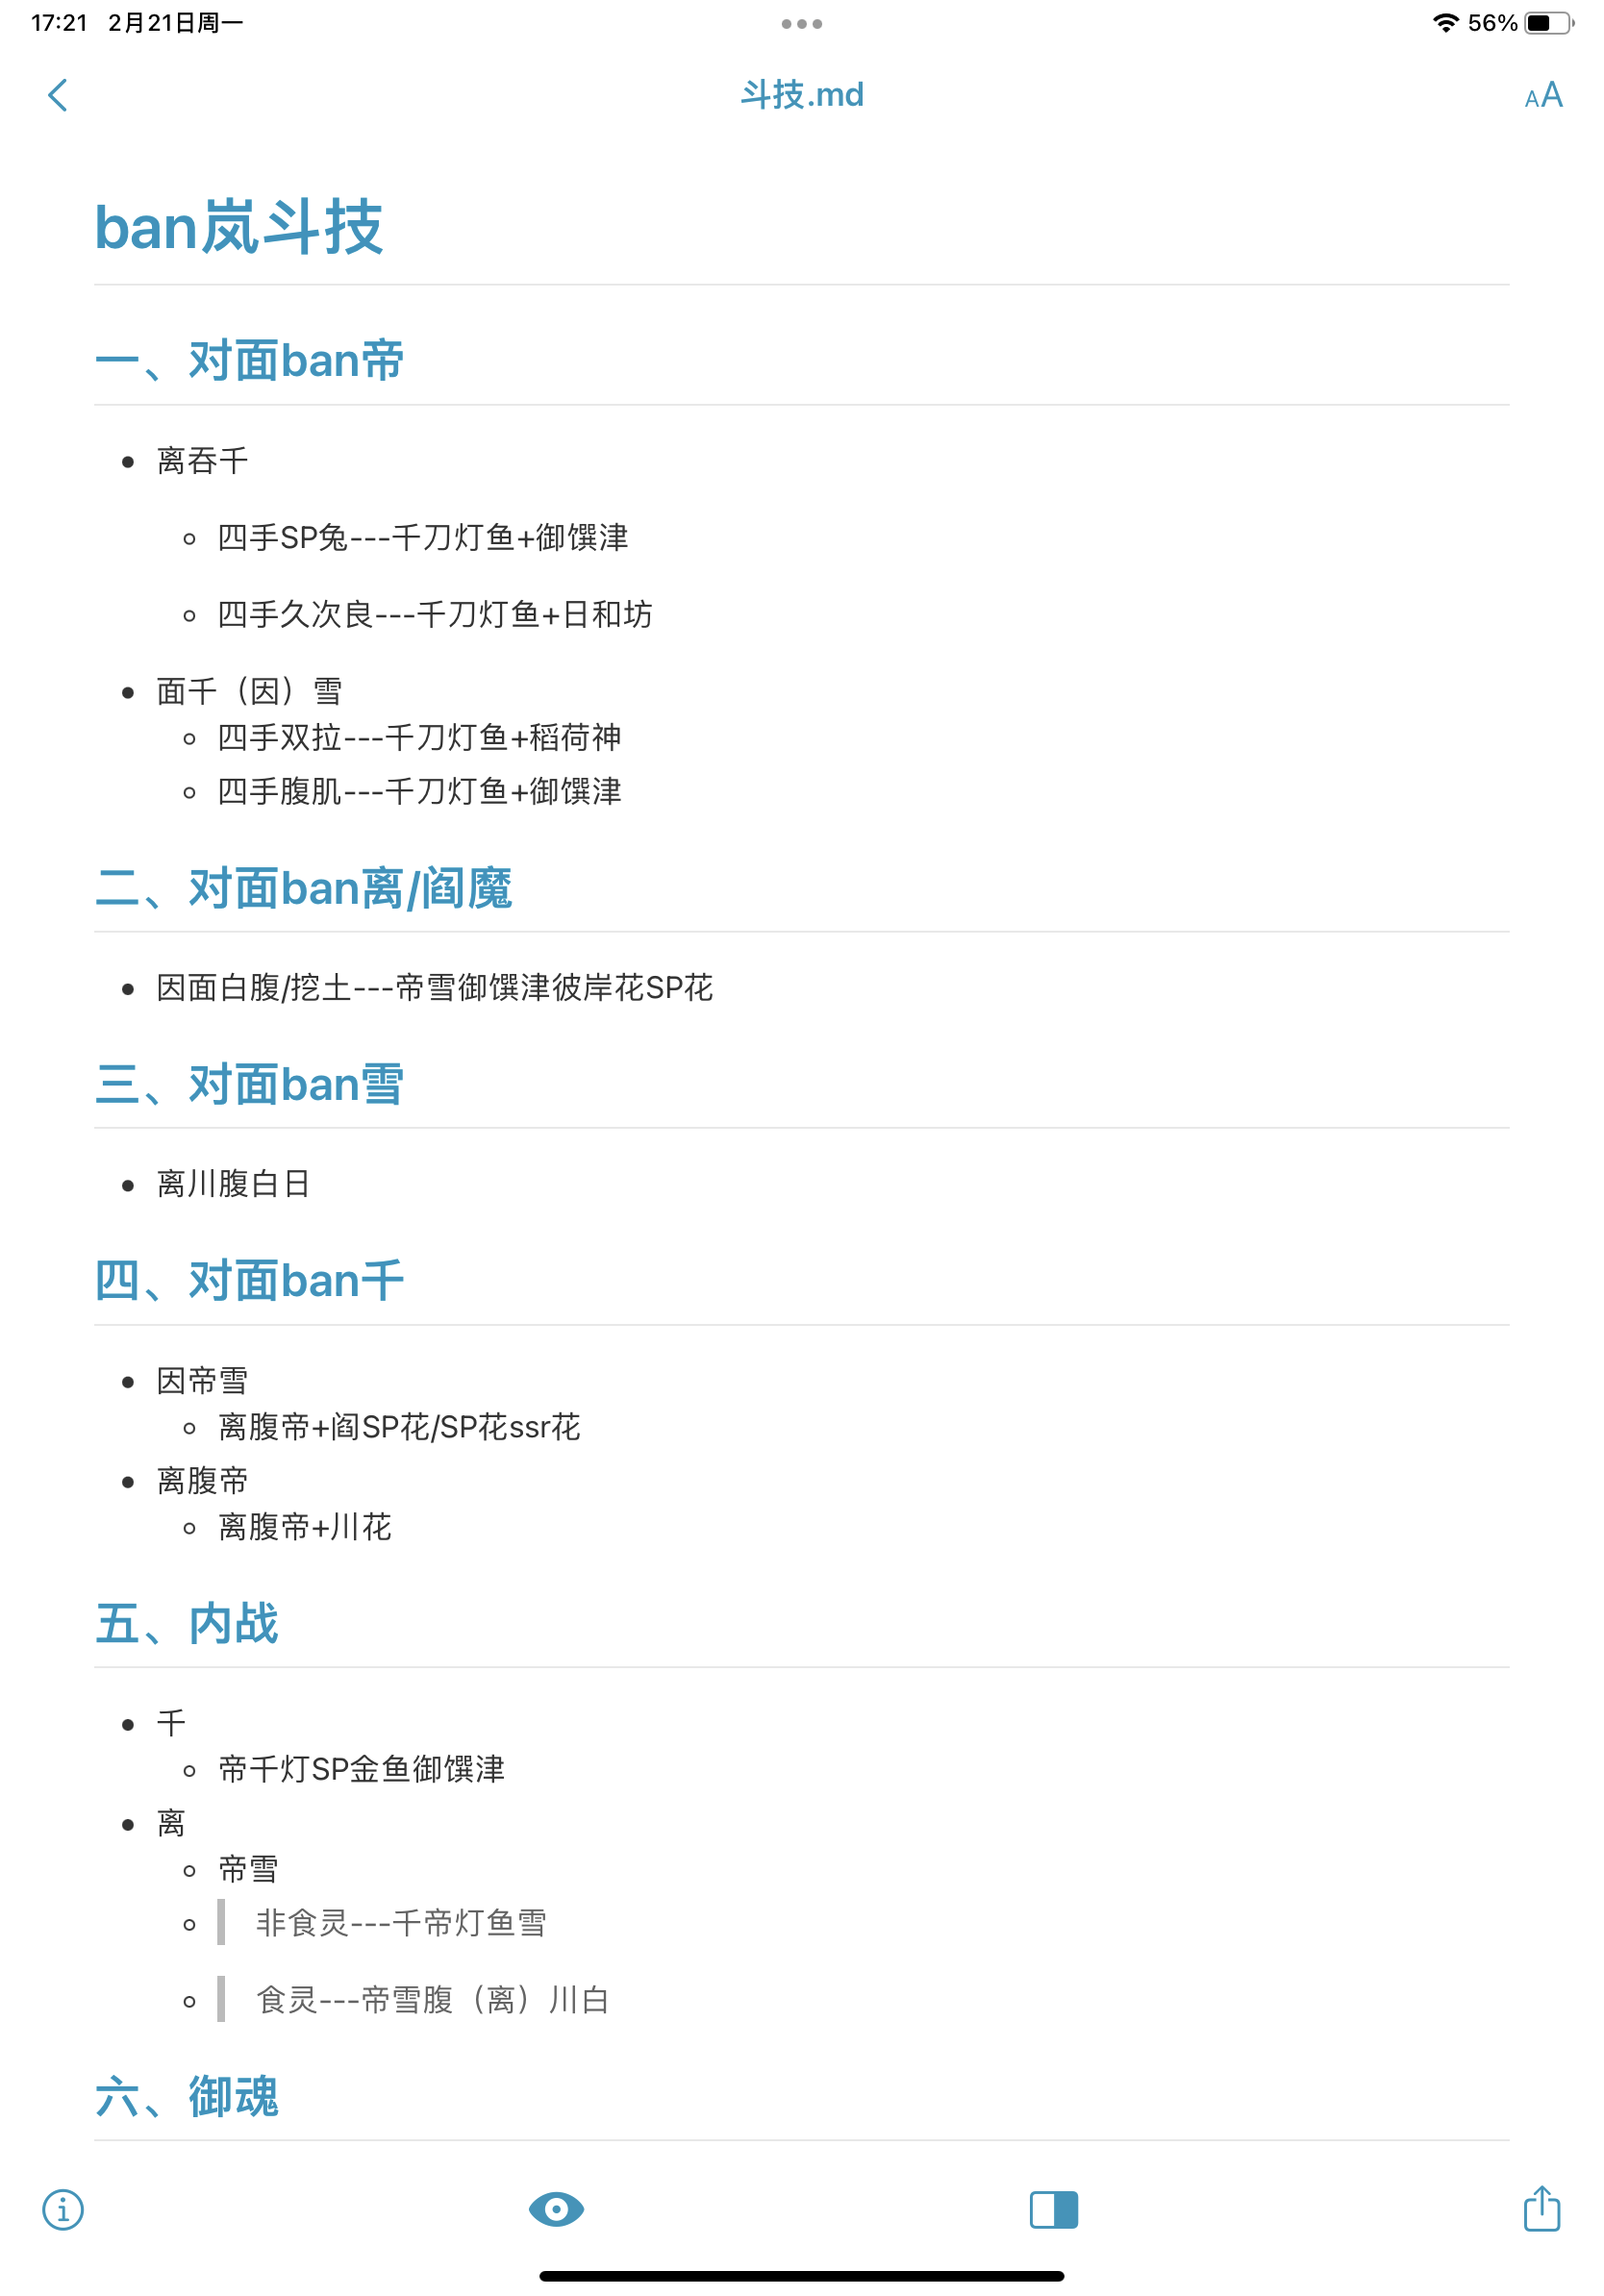 17:21 2月21日周一
56%
斗技.md
AA
ban岚斗技
一、对面ban帝
离吞千
四手SP兔---千刀灯鱼+御馔津
四手久次良---千刀灯鱼+日和坊
面千（因）雪
四手双拉---千刀灯鱼+稻荷神
四手腹肌---千刀灯鱼+御馔津
二、对面ban离/阎魔
因面白腹/挖土---帝雪御馔津彼岸花SP花
三、对面ban雪
离川腹白日
四、对面ban千
因帝雪
离腹帝+阎SP花/SP花ssr花
离腹帝
离腹帝+川花
五、内战
千
帝千灯SP金鱼御馔津
离
帝雪
非食灵---千帝灯鱼雪
食灵---帝雪腹（离）川白
六、御魂